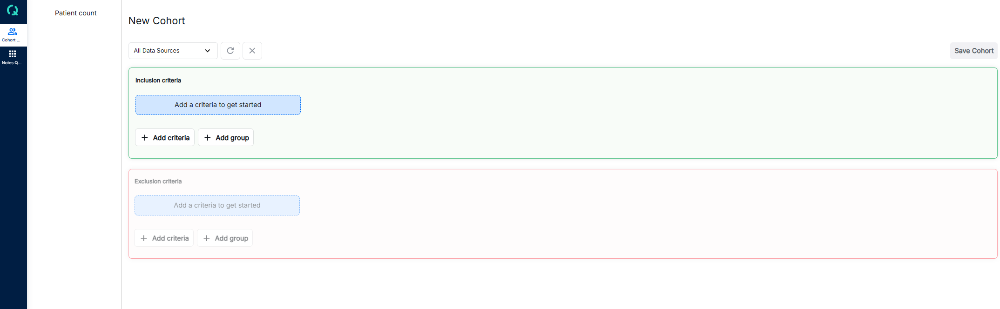 Cohort ...
Notes Q...
Patient count
New Cohort
All Data Sources
Save Cohort
Inclusion criteria
Add a criteria to get started
Add criteria
Add group
Exclusion criteria
Add a criteria to get started
Add criteria
Add group